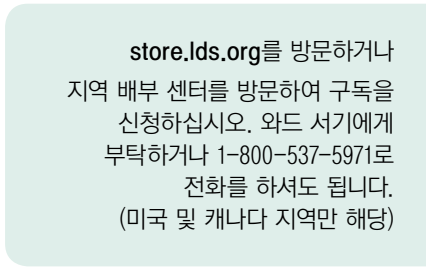 store.lds.org를 방문하거나
지역 배부 센터를 방문하여 구독을
신청하십시오. 와드 서기에게
부탁하거나 1-800-537-5971로
전화를 하셔도 됩니다.
(미국 및 캐나다 지역만 해당)